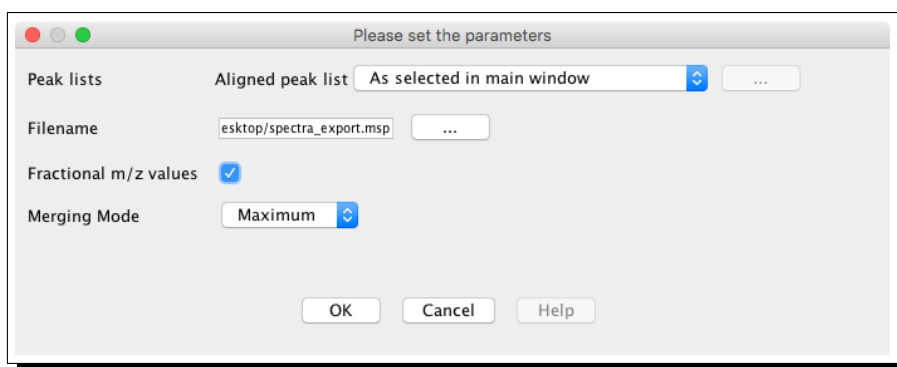 Please set the parameters
Peak lists Aligned peak list As selected in main window ...
Filename esktop/spectra_export.msp ...
Fractional m/z values
Merging Mode Maximum
OK Cancel Help